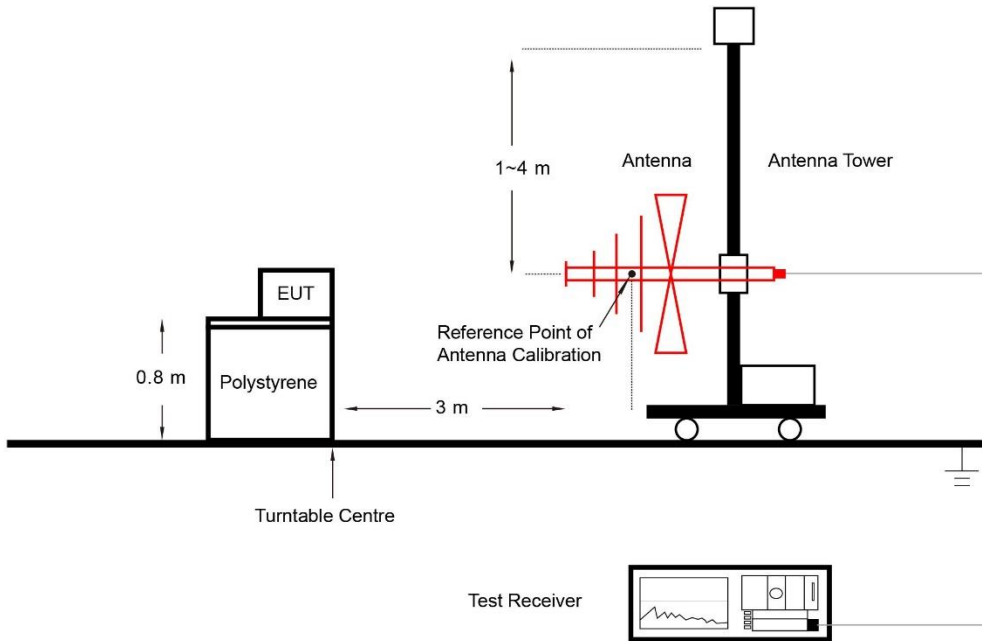 1~4 m
Antenna
Antenna Tower
EUT
Reference Point of
Antenna Calibration
0.8 m
Polystyrene
3 m
Turntable Centre
Test Receiver